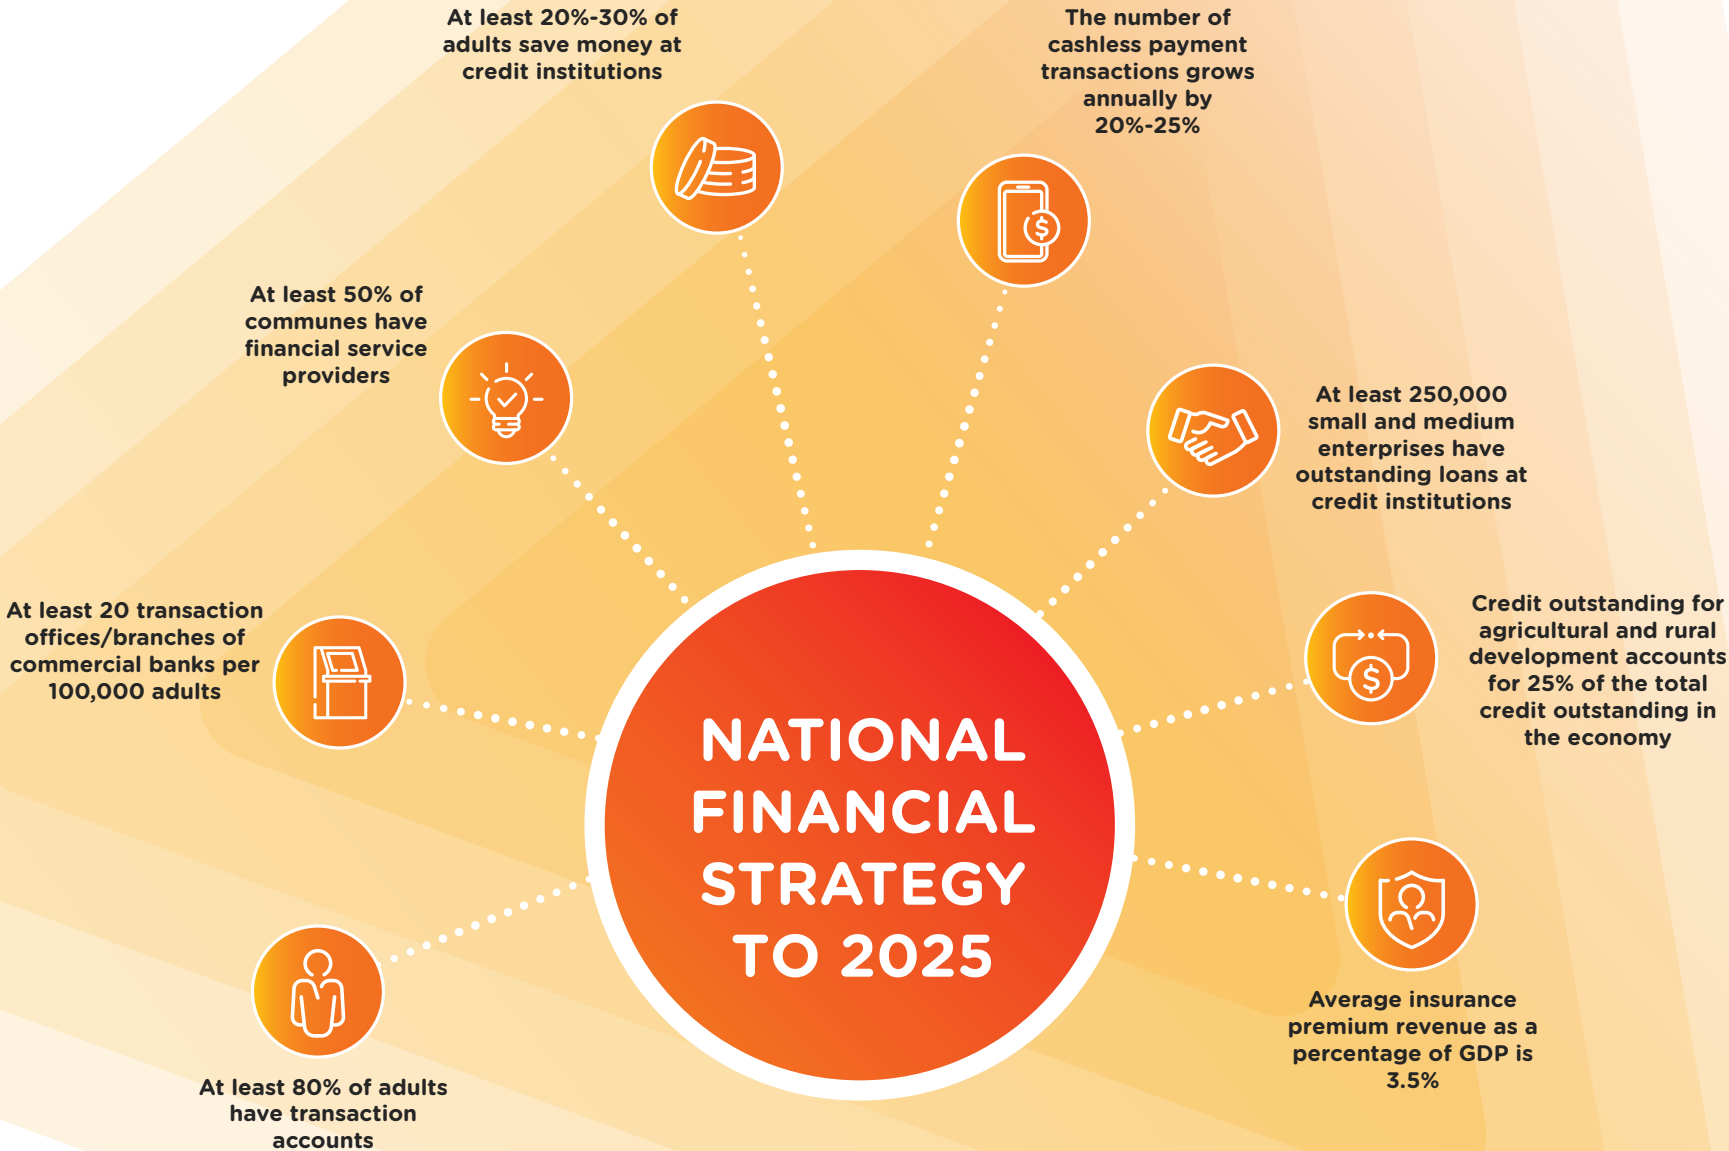 At least 20%-30% of
adults save money at
credit institutions
The number of
cashless payment
transactions grows
annually by
20%-25%
At least 50% of
communes have
financial service
providers
At least 250,000
small and medium
enterprises have
outstanding loans at
credit institutions
At least 20 transaction
offices/branches of
commercial banks per
100,000 adults
Credit outstanding for
agricultural and rural
development accounts
for 25% of the total
credit outstanding in
the economy
NATIONAL
FINANCIAL
STRATEGY
TO 2025
At least 80% of adults
have transaction
accounts
Average insurance
premium revenue as a
percentage of GDP is
3.5%
$
$